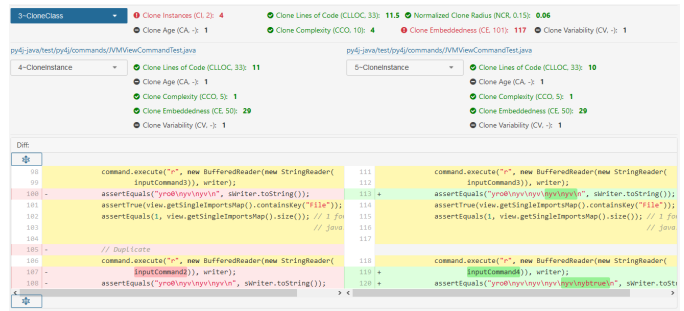 3-CloneClass
Clone Instances (CI, 2): 4
Clone Lines of Code (CLLOC, 33): 11.5
Normalized Clone Radius (NCR, 0.15): 0.06
Clone Age (CA, -): 1
Clone Complexity (CCO, 10): 4
Clone Embeddedness (CE, 101): 117
Clone Variability (CV, -): 1
py4j-java/test/py4j/commands/JVMViewCommandTest.java
py4j-java/test/py4j/commands/JVMViewCommandTest.java
4-CloneInstance
Clone Lines of Code (CLLOC, 33): 11
Clone Age (CA, -): 1
Clone Complexity (CCO, 5): 1
Clone Embeddedness (CE, 50): 29
Clone Variability (CV, -): 1
5-CloneInstance
Clone Lines of Code (CLLOC, 33): 10
Clone Age (CA, -): 1
Clone Complexity (CCO, 5): 1
Clone Embeddedness (CE, 50): 29
Clone Variability (CV, -): 1
Diff:
98 command.execute("r", new BufferedReader(new StringReader(
99 inputCommand3)), writer);
100 - assertEquals("yro0\nyv\nyv\n", sWriter.toString());
101 assertTrue(view.getSingleImportsMap().containsKey("File"));
102 assertEquals(1, view.getSingleImportsMap().size()); // 1 fo
103 // java
104
105 - // Duplicate
106 command.execute("r", new BufferedReader(new StringReader(
107 - inputCommand2)), writer);
108 - assertEquals("yro0\nyv\nyv\nyv\n", sWriter.toString());
111 command.execute("r", new BufferedReader(new StringReader(
112 inputCommand3)), writer);
113 + assertEquals("yro0\nyv\nyv\nyv\nyv\n", sWriter.toString());
114 assertTrue(view.getSingleImportsMap().containsKey("File"));
115 assertEquals(1, view.getSingleImportsMap().size()); // 1 fo
116 // java
117
118 command.execute("r", new BufferedReader(new StringReader(
119 + inputCommand4)), writer);
120 + assertEquals("yro0\nyv\nyv\nyv\nyv\nybtrue\n", sWriter.toStr